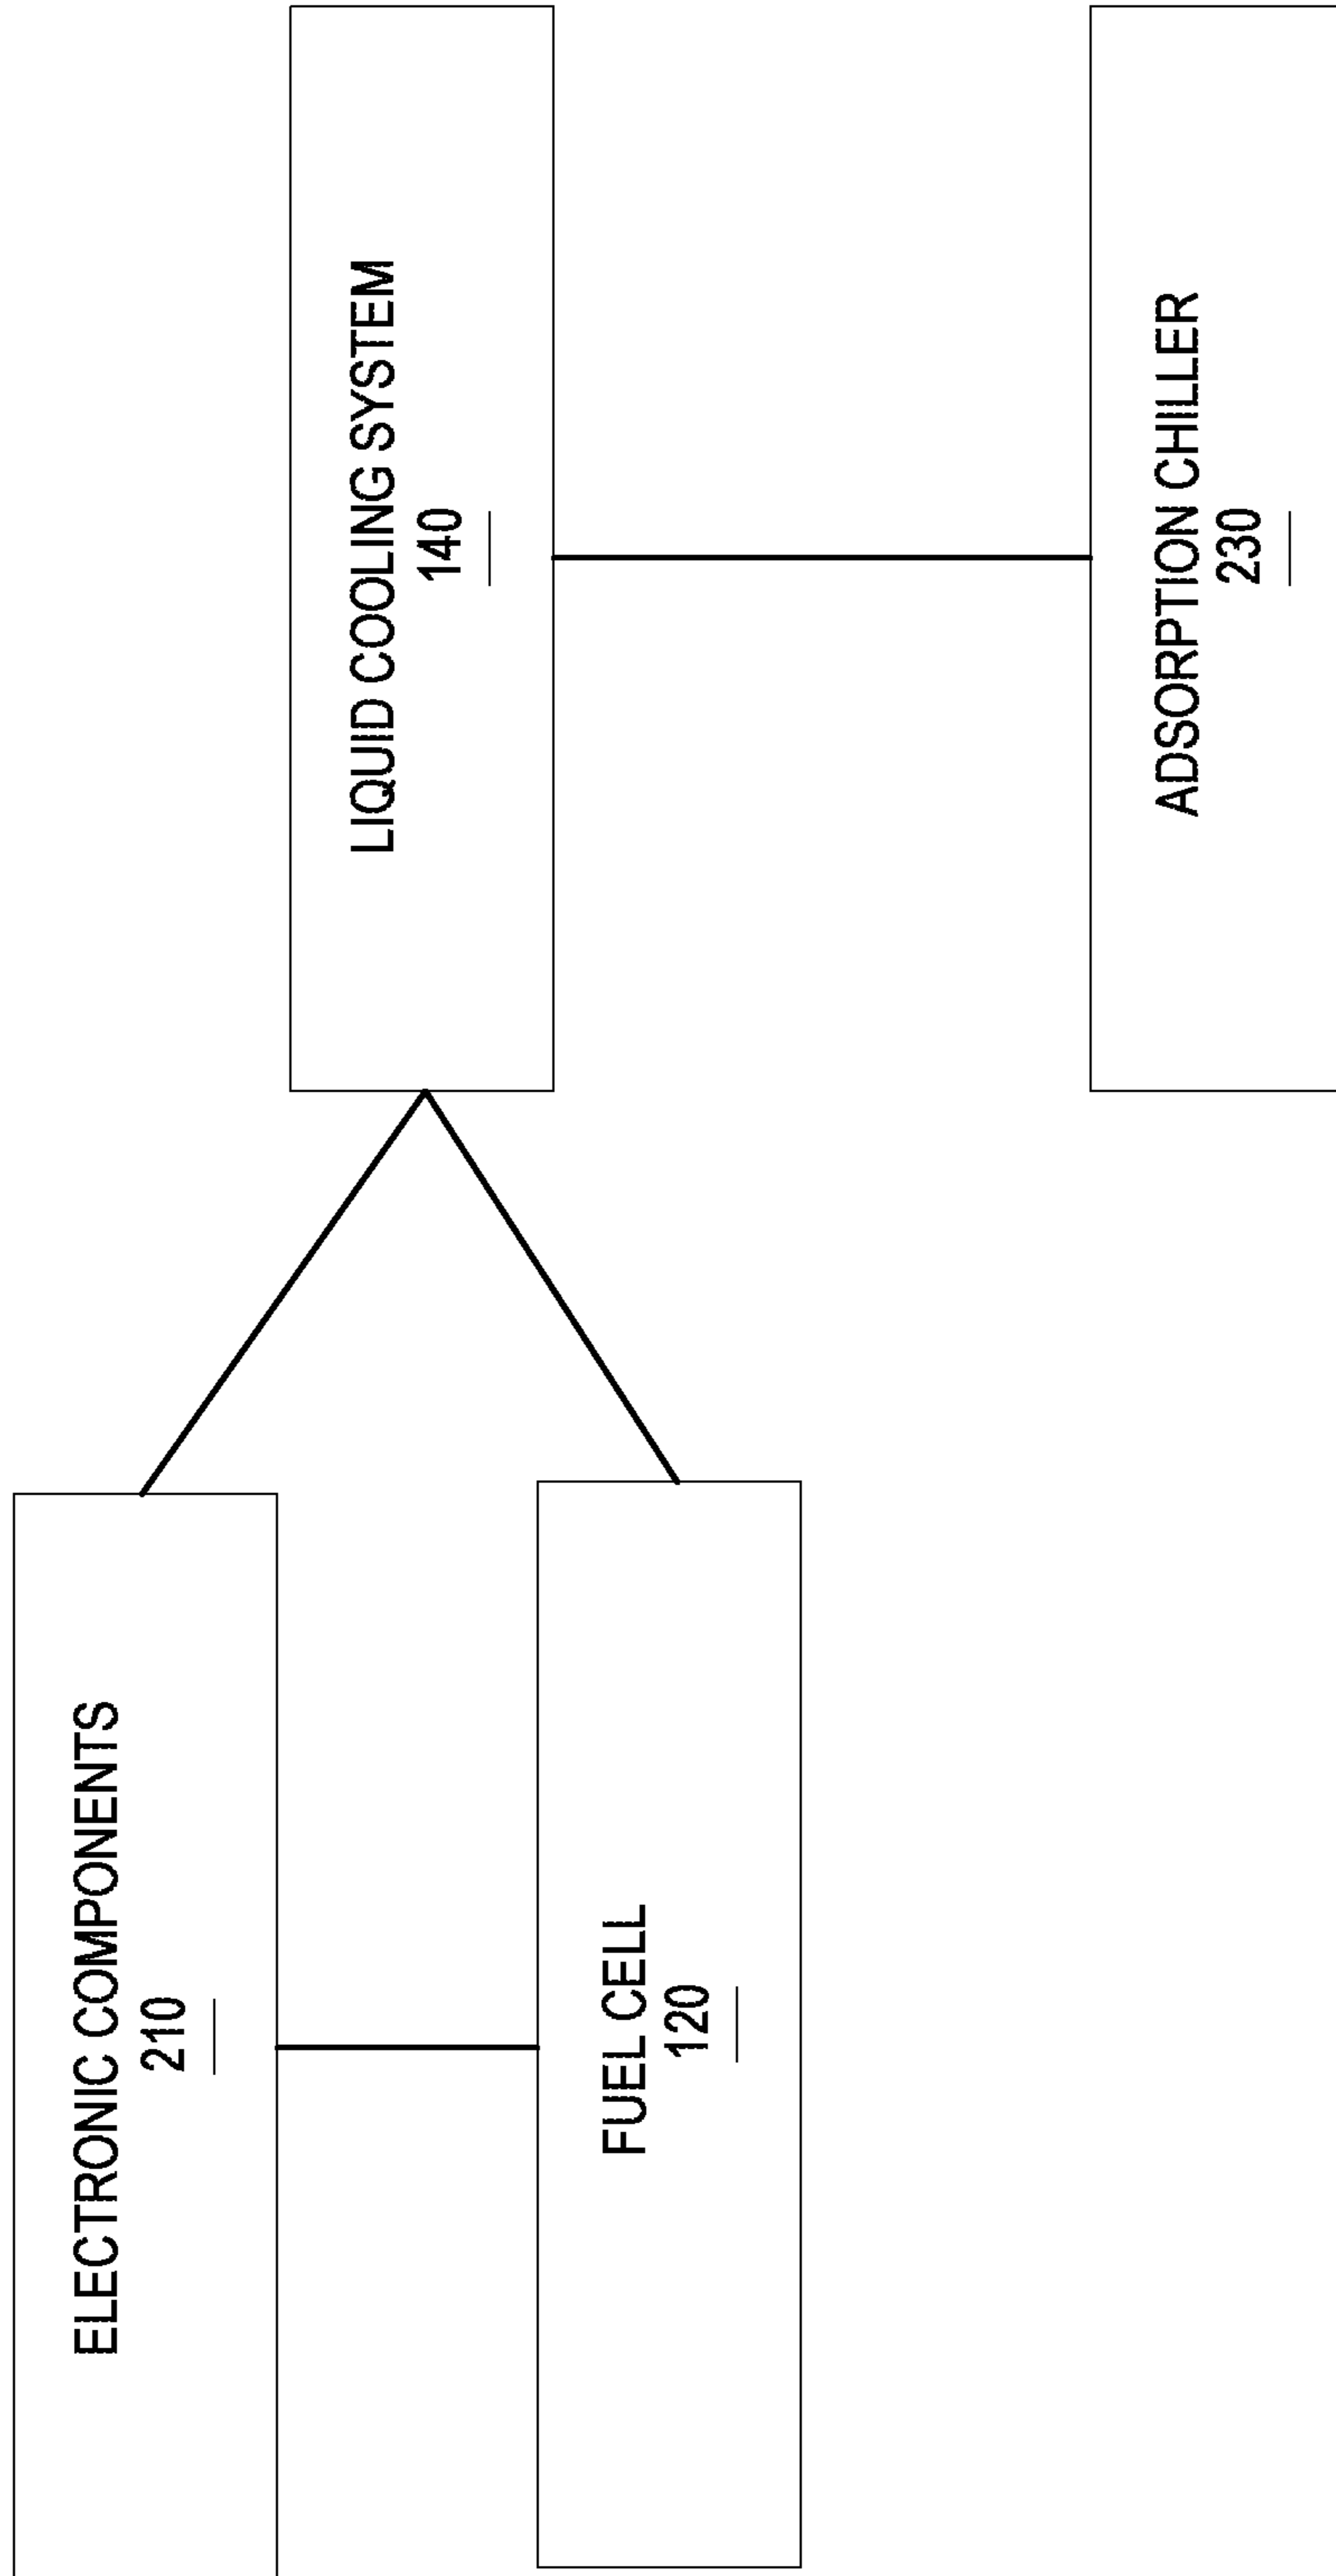 ELECTRONIC COMPONENTS
210
LIQUID COOLING SYSTEM
140
FUEL CELL
120
ADSORPTION CHILLER
230